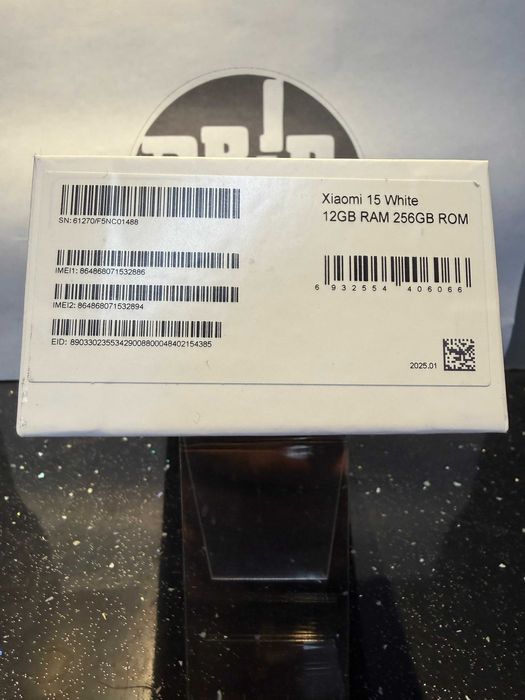 SN: 61270/F5NC01488
IMEI1: 864868071532886
IMEI2: 864868071532894
EID: 89033023553429008800048402154385
Xiaomi 15 White
12GB RAM 256GB ROM
6 932554 406066
2025.01